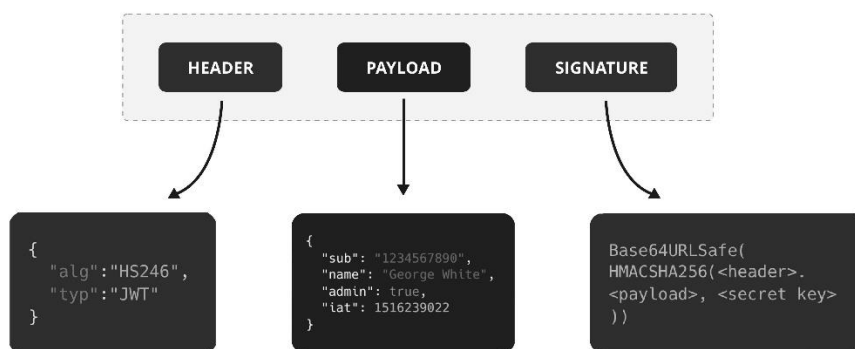 HEADER
PAYLOAD
SIGNATURE
{
"alg":"HS246",
"typ":"JWT"
}
{
"sub": "1234567890",
"name": "George White",
"admin": true,
"iat": 1516239022
}
Base64URLSafe(
HMACSHA256(<header>.
<payload>, <secret key>
))